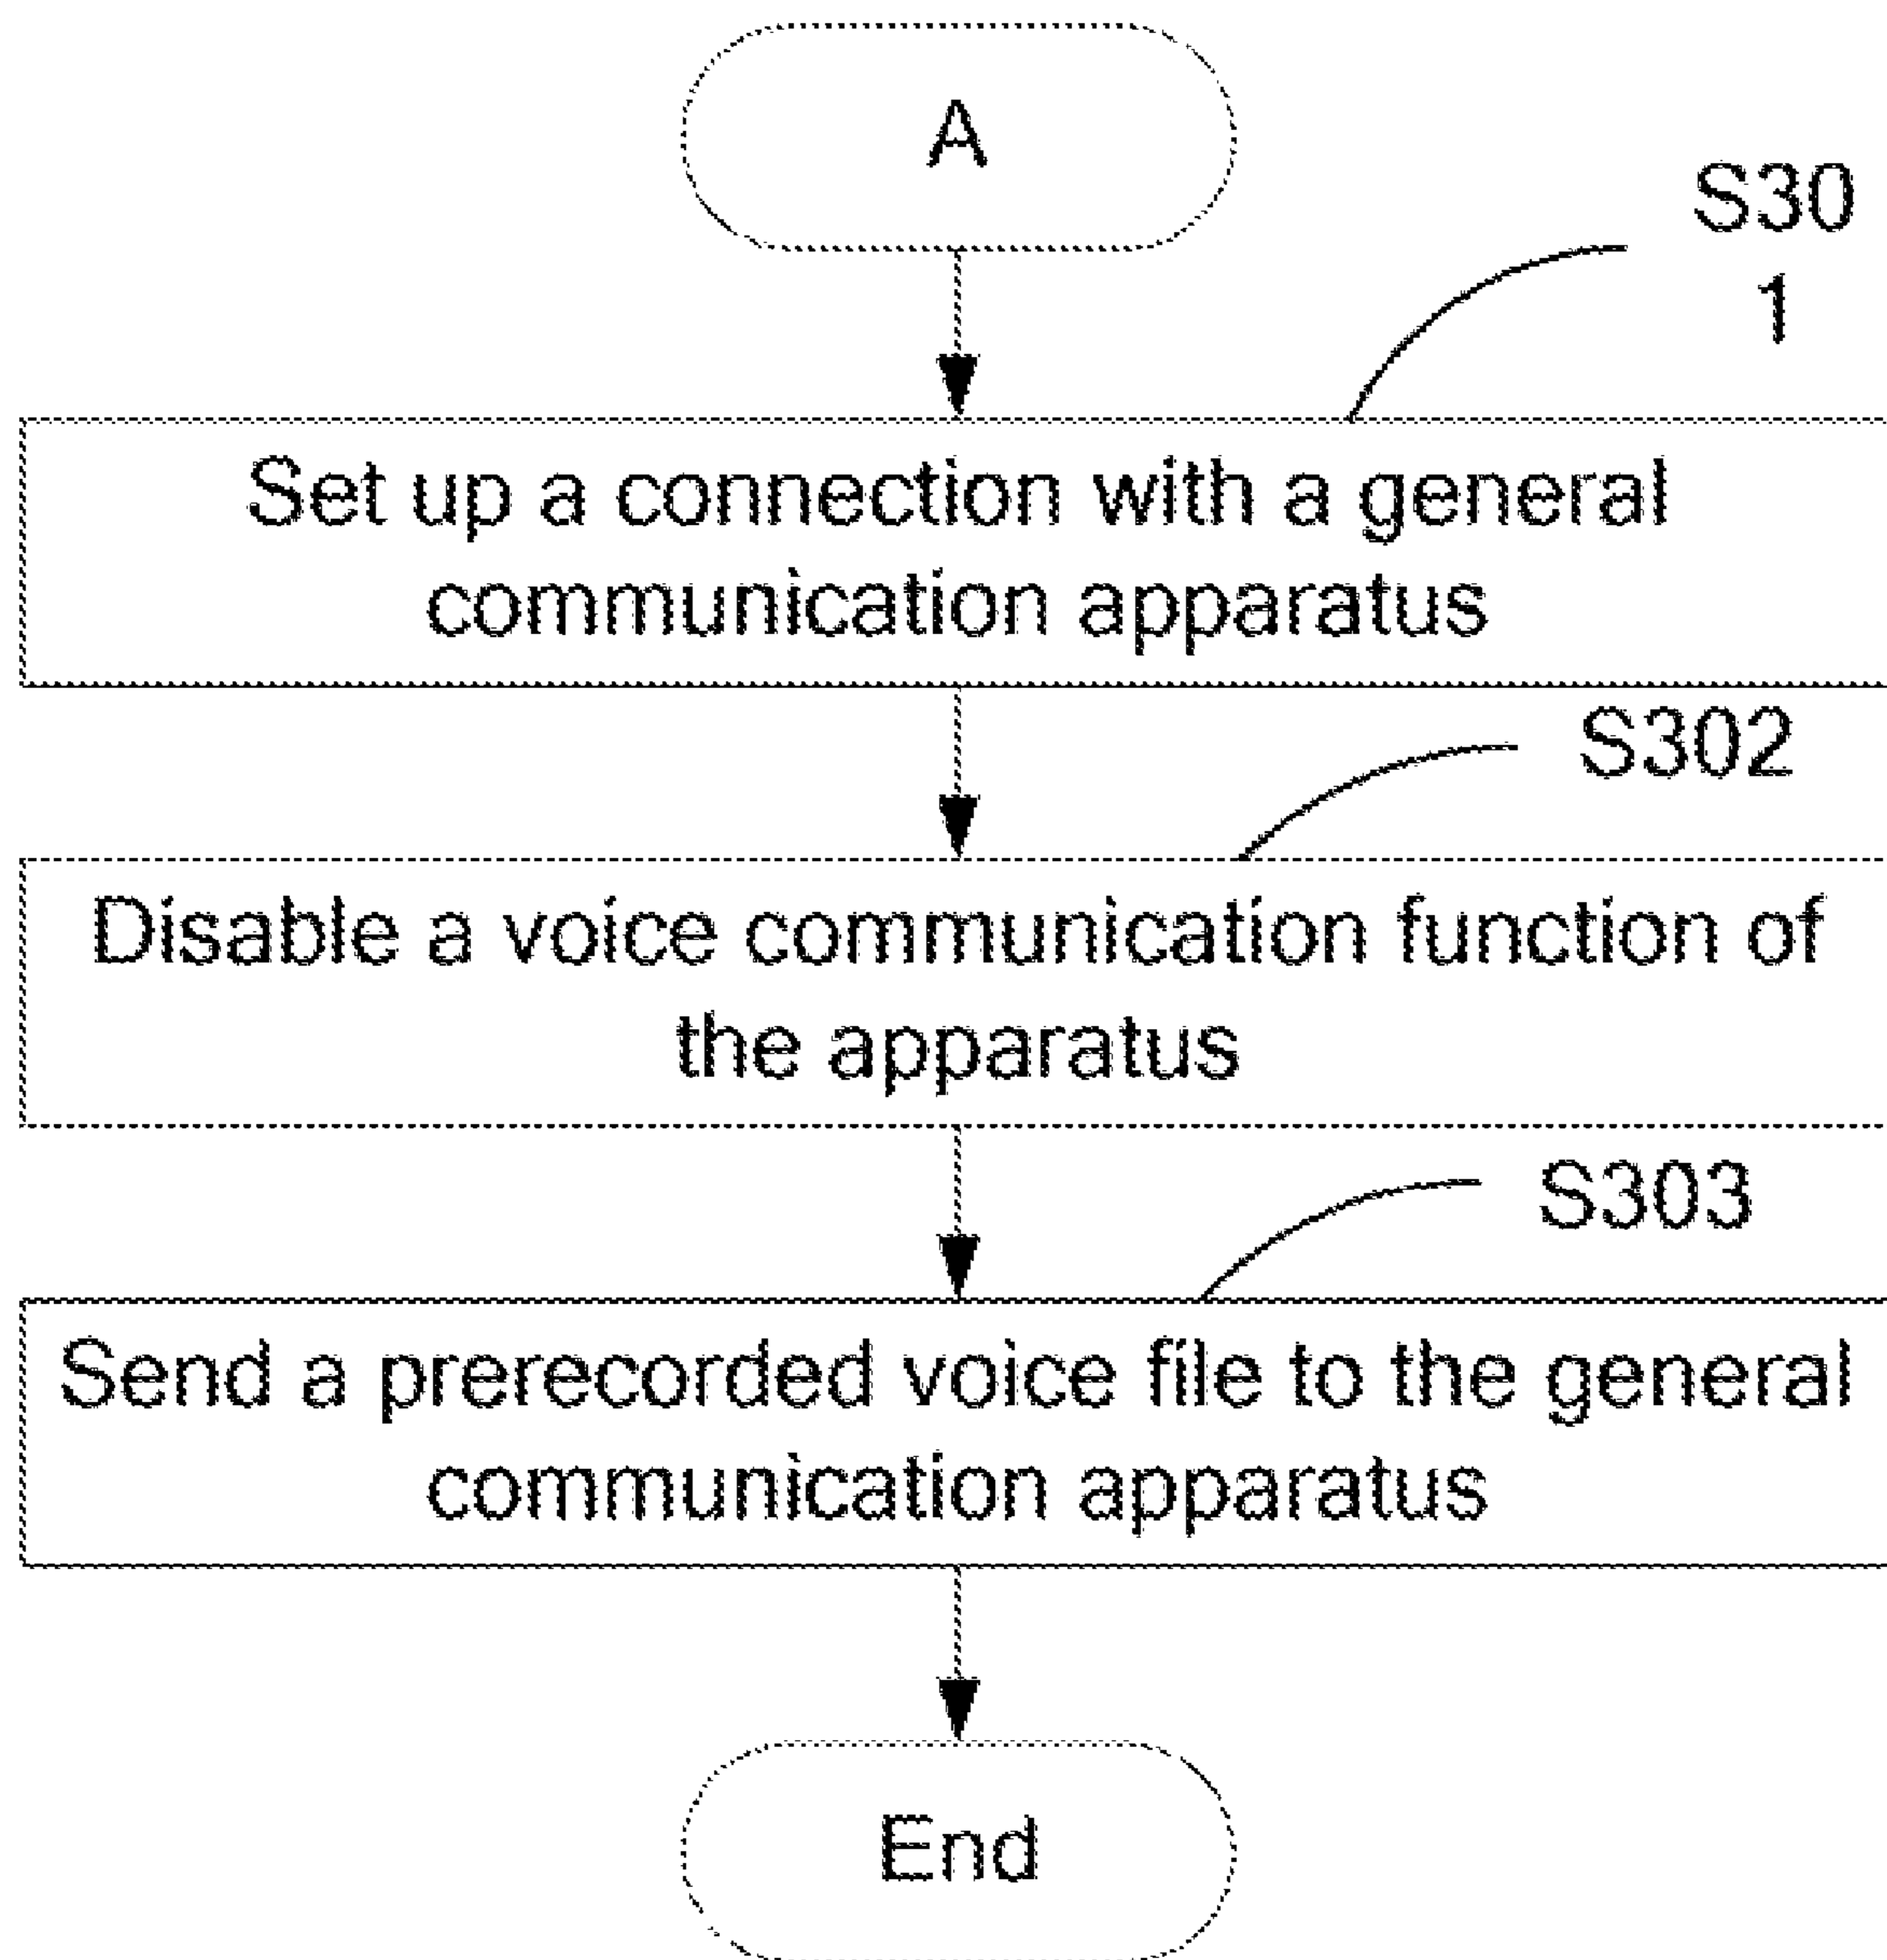 A
S30
1
Set up a connection with a general
communication apparatus
S302
Disable a voice communication function of
the apparatus
S303
Send a prerecorded voice file to the general
communication apparatus
End